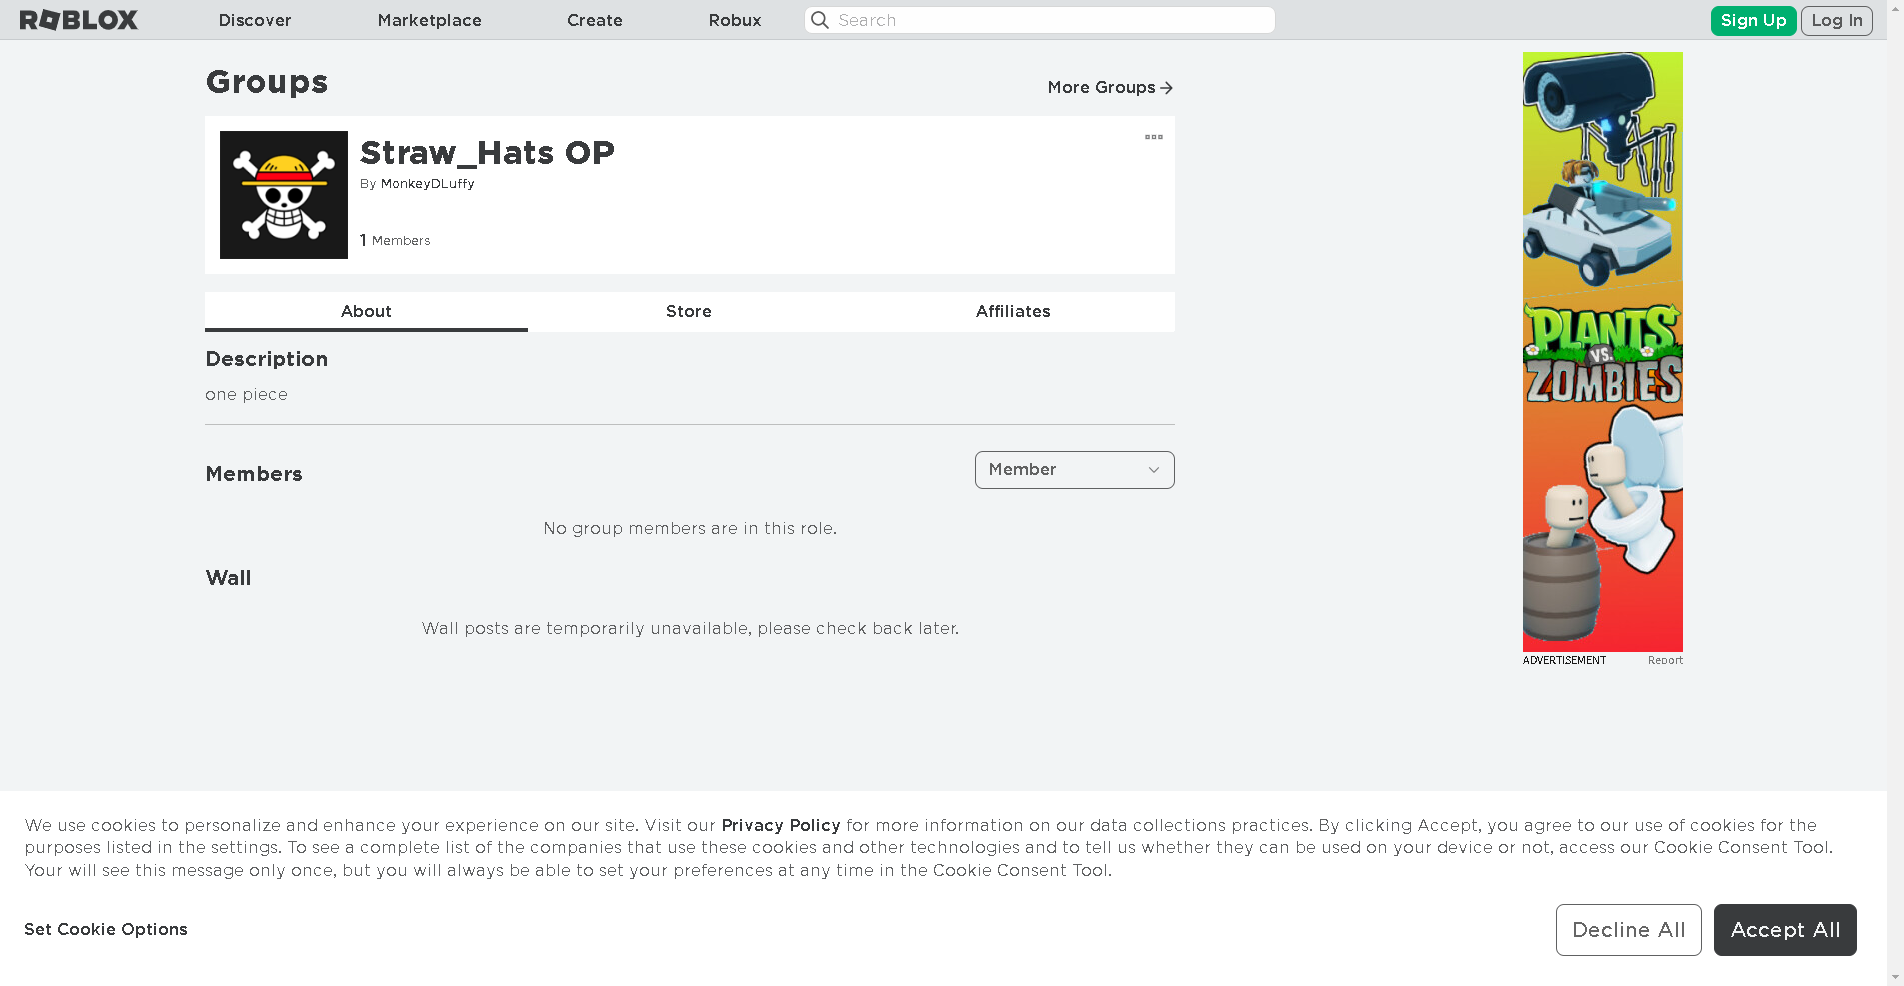 ROBLOX Discover Marketplace Create Robux Search Sign Up Log In
Groups
More Groups
Straw_Hats OP
By MonkeyDLuffy
1 Members
About Store Affiliates
Description
one piece
Members
Member
No group members are in this role.
Wall
Wall posts are temporarily unavailable, please check back later.
PLANTS
VS.
ZOMBIES
ADVERTISEMENT Report
We use cookies to personalize and enhance your experience on our site. Visit our Privacy Policy for more information on our data collections practices. By clicking Accept, you agree to our use of cookies for the
purposes listed in the settings. To see a complete list of the companies that use these cookies and other technologies and to tell us whether they can be used on your device or not, access our Cookie Consent Tool.
Your will see this message only once, but you will always be able to set your preferences at any time in the Cookie Consent Tool.
Set Cookie Options
Decline All
Accept All